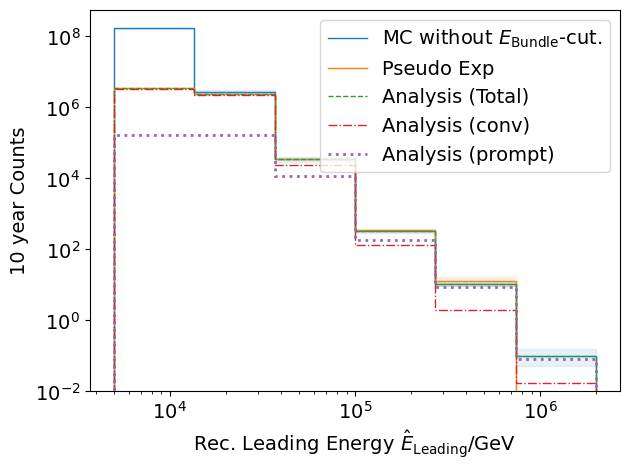 MC without E_Bundle-cut.
Pseudo Exp
Analysis (Total)
Analysis (conv)
Analysis (prompt)
10 year Counts
10^8
10^6
10^4
10^2
10^0
10^−2
10^4 10^5 10^6
Rec. Leading Energy Ê_Leading/GeV